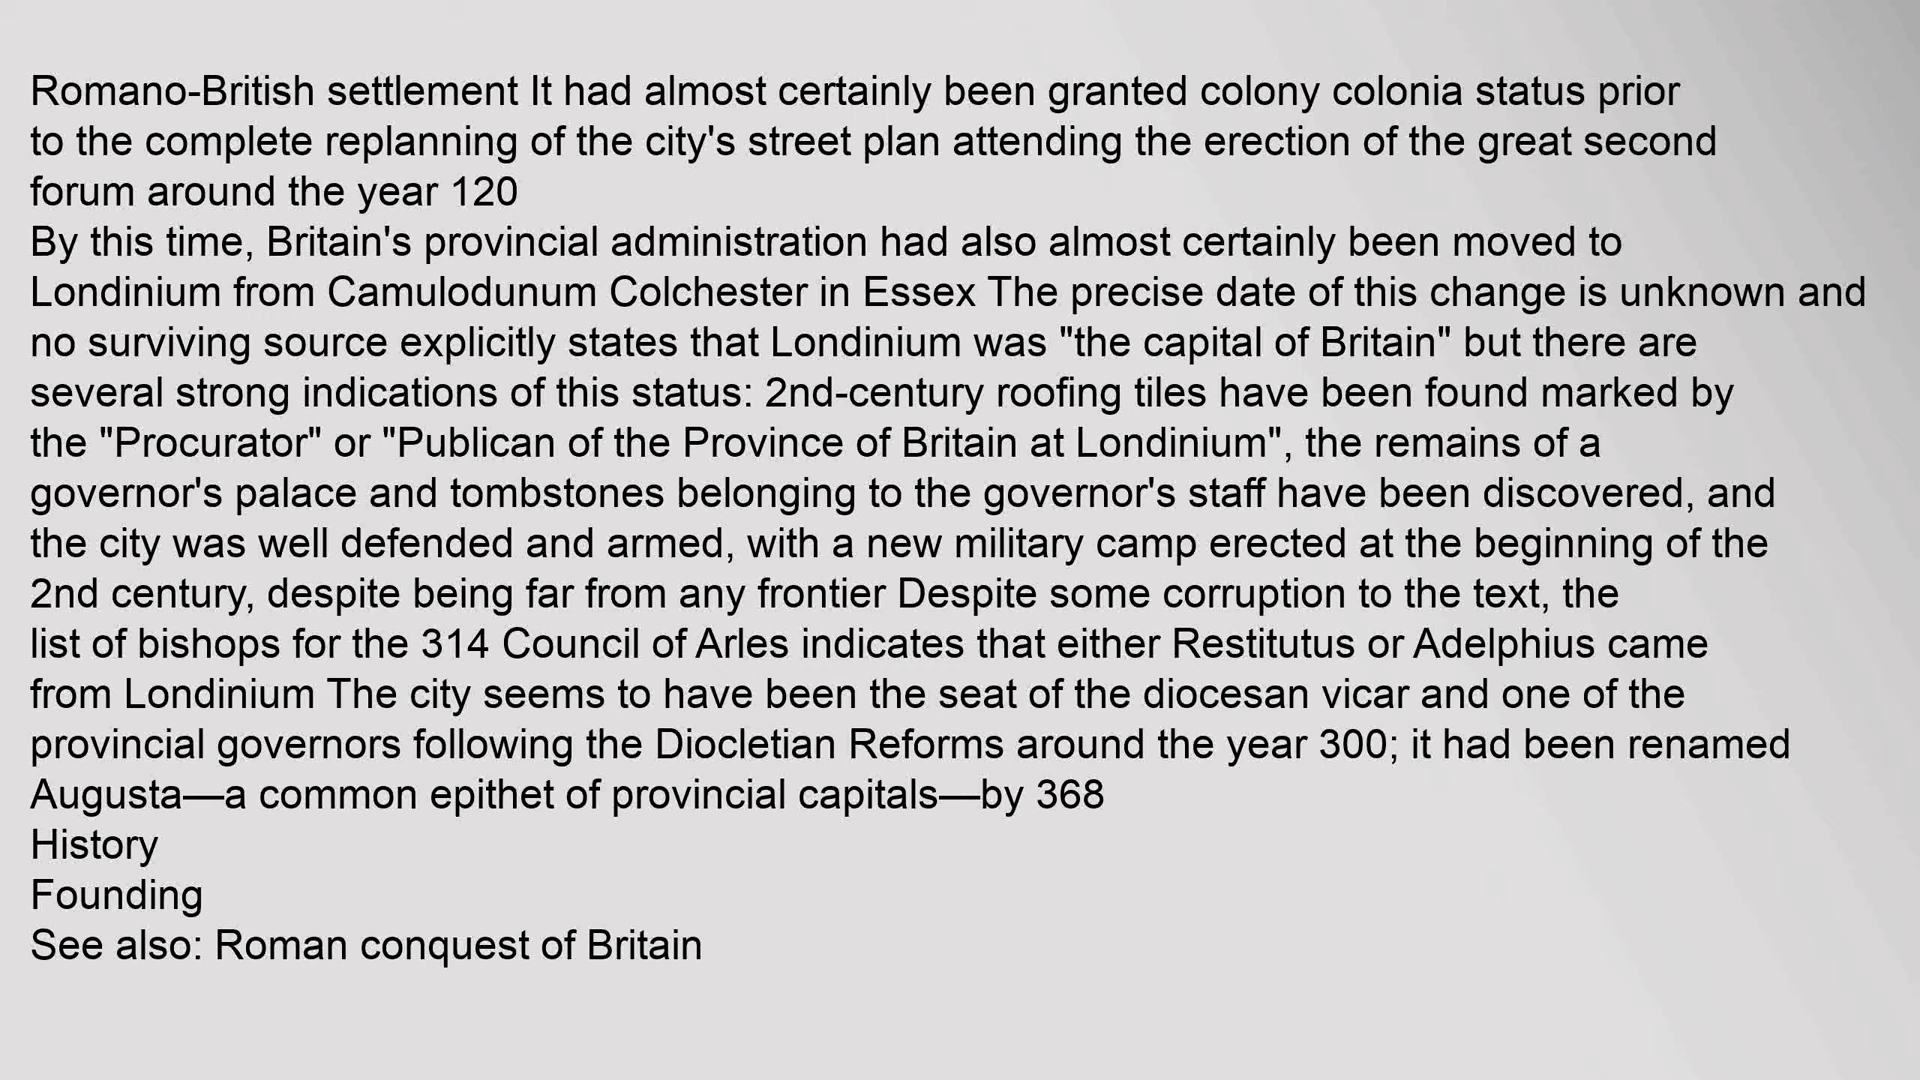 Romano-British settlement It had almost certainly been granted colony colonia status prior
to the complete replanning of the city's street plan attending the erection of the great second
forum around the year 120
By this time, Britain's provincial administration had also almost certainly been moved to
Londinium from Camulodunum Colchester in Essex The precise date of this change is unknown and
no surviving source explicitly states that Londinium was "the capital of Britain" but there are
several strong indications of this status: 2nd-century roofing tiles have been found marked by
the "Procurator" or "Publican of the Province of Britain at Londinium", the remains of a
governor's palace and tombstones belonging to the governor's staff have been discovered, and
the city was well defended and armed, with a new military camp erected at the beginning of the
2nd century, despite being far from any frontier Despite some corruption to the text, the
list of bishops for the 314 Council of Arles indicates that either Restitutus or Adelphius came
from Londinium The city seems to have been the seat of the diocesan vicar and one of the
provincial governors following the Diocletian Reforms around the year 300; it had been renamed
Augusta—a common epithet of provincial capitals—by 368
History
Founding
See also: Roman conquest of Britain